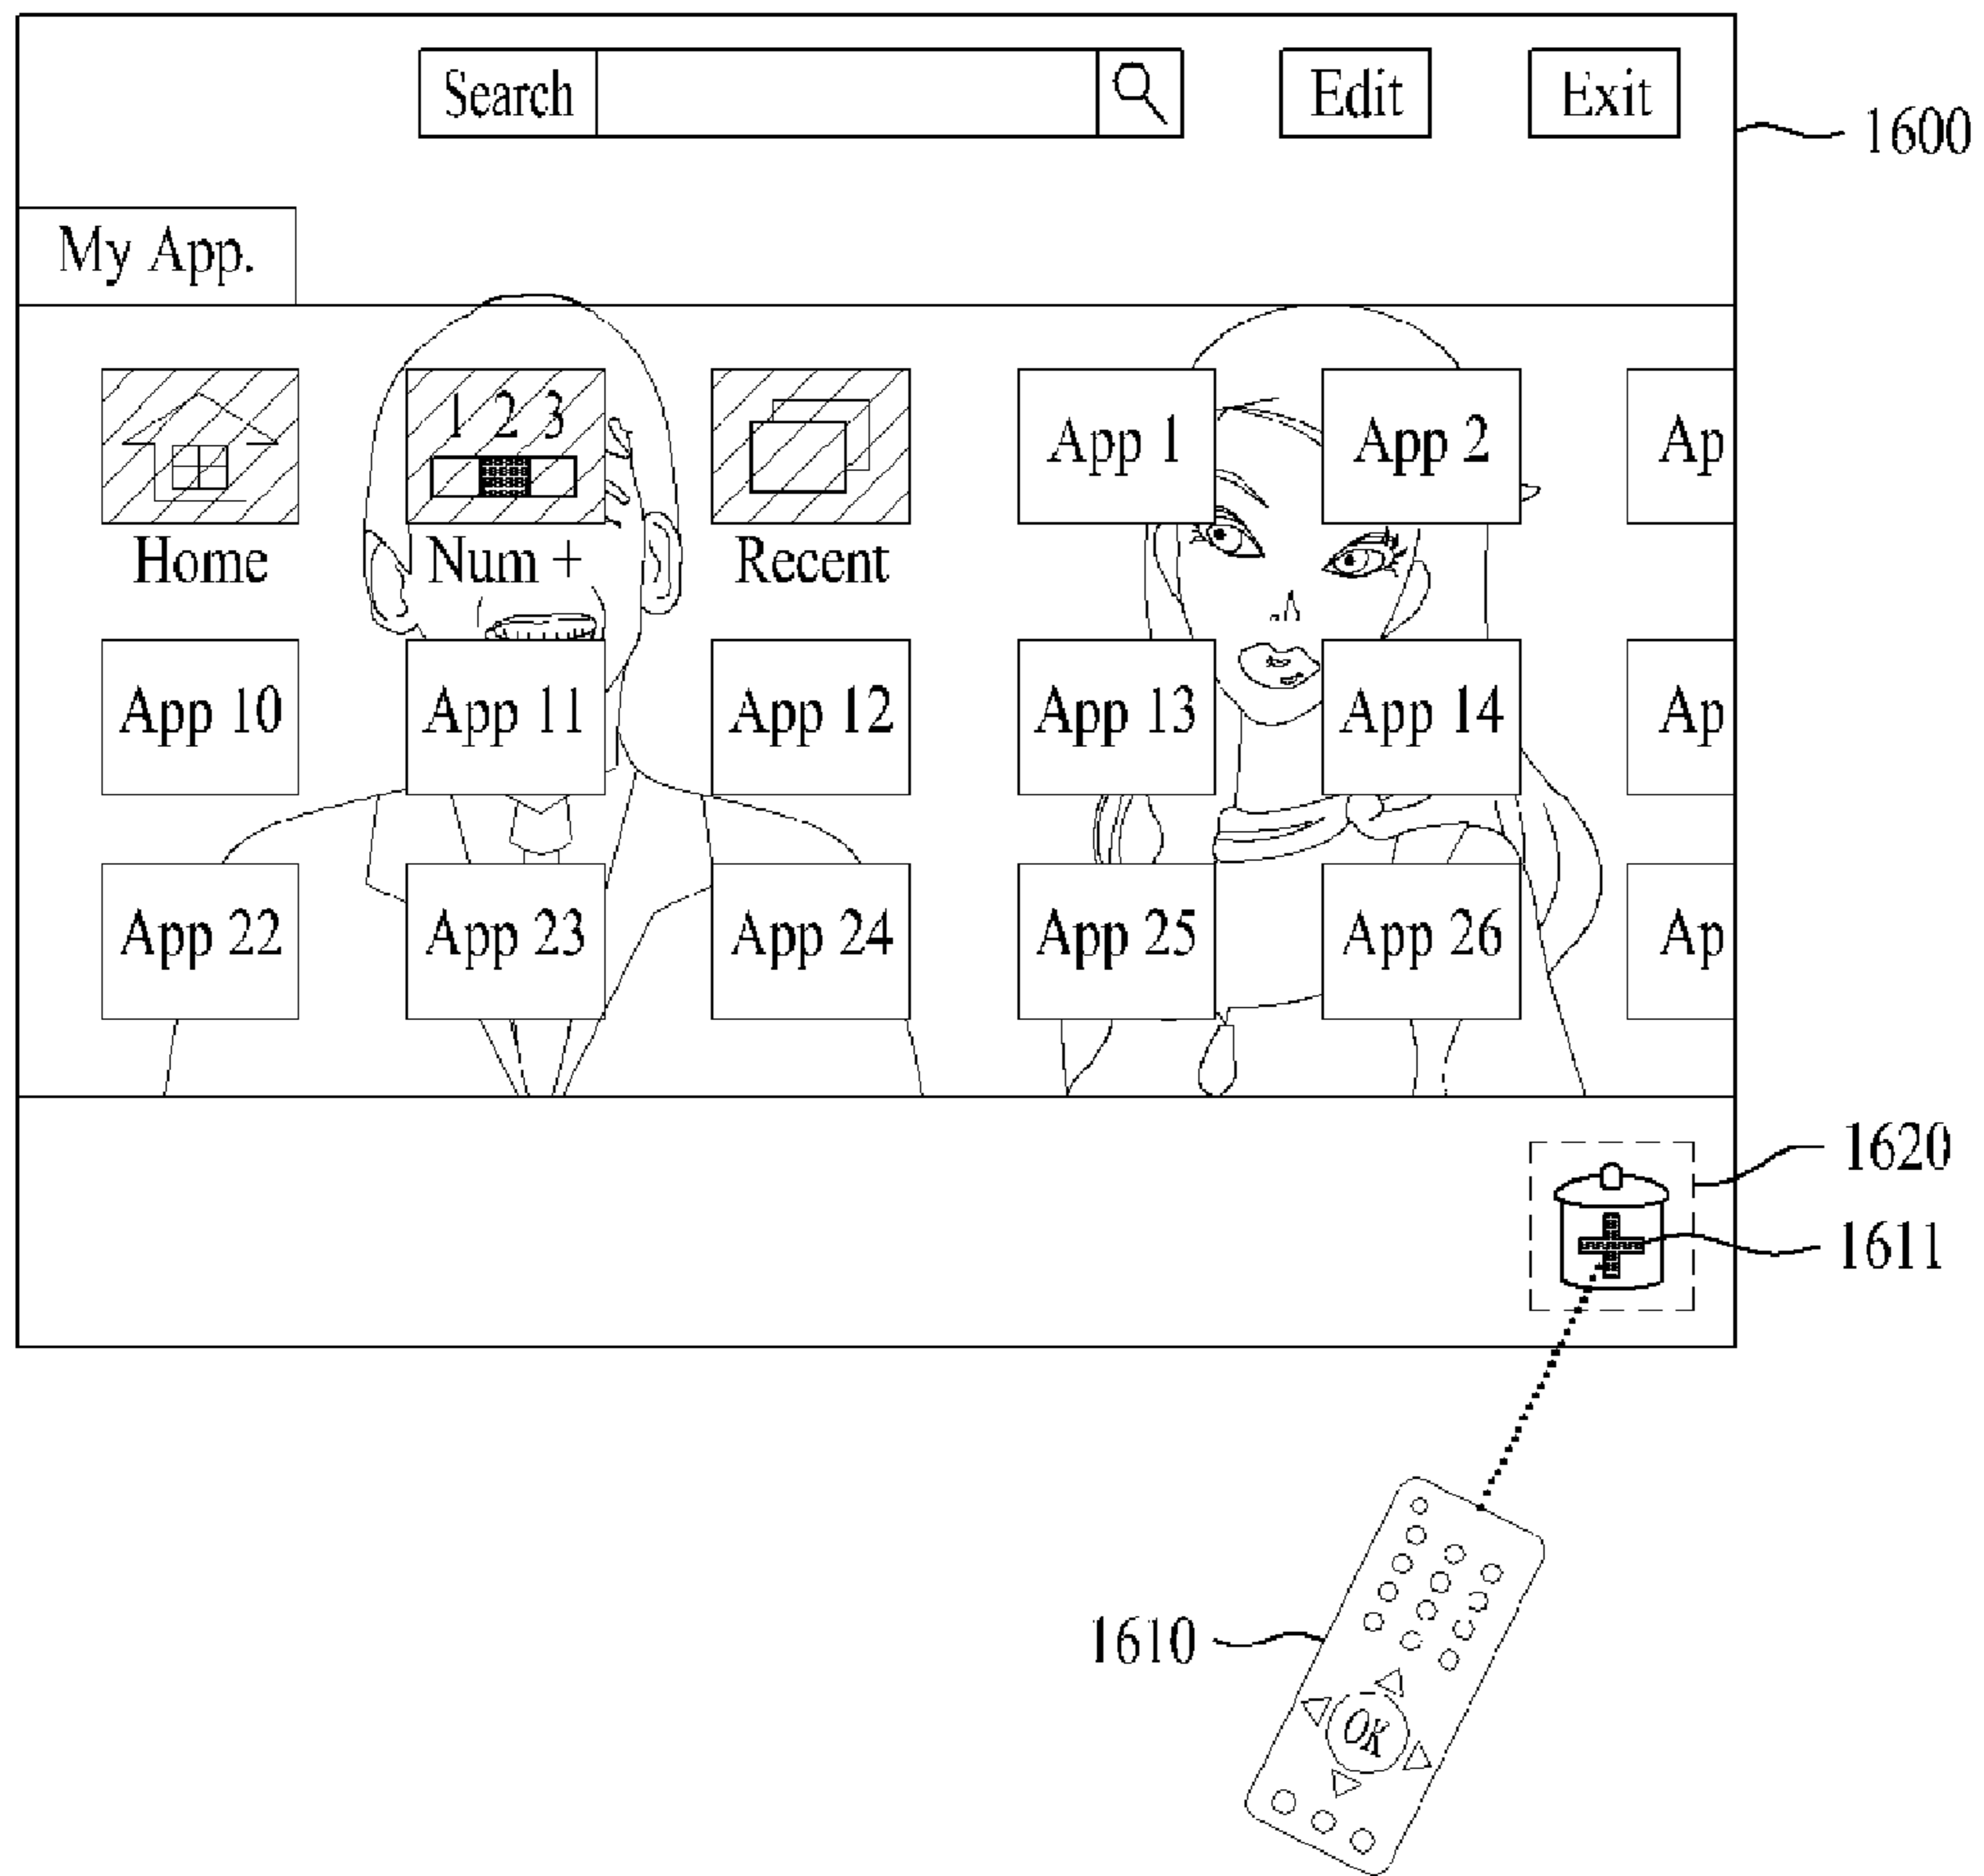 Search Edit Exit
1600
My App.
1 2 3 App 1 App 2 Ap
Home Num + Recent
App 10 App 11 App 12 App 13 App 14 Ap
App 22 App 23 App 24 App 25 App 26 Ap
1620
1611
1610
OK